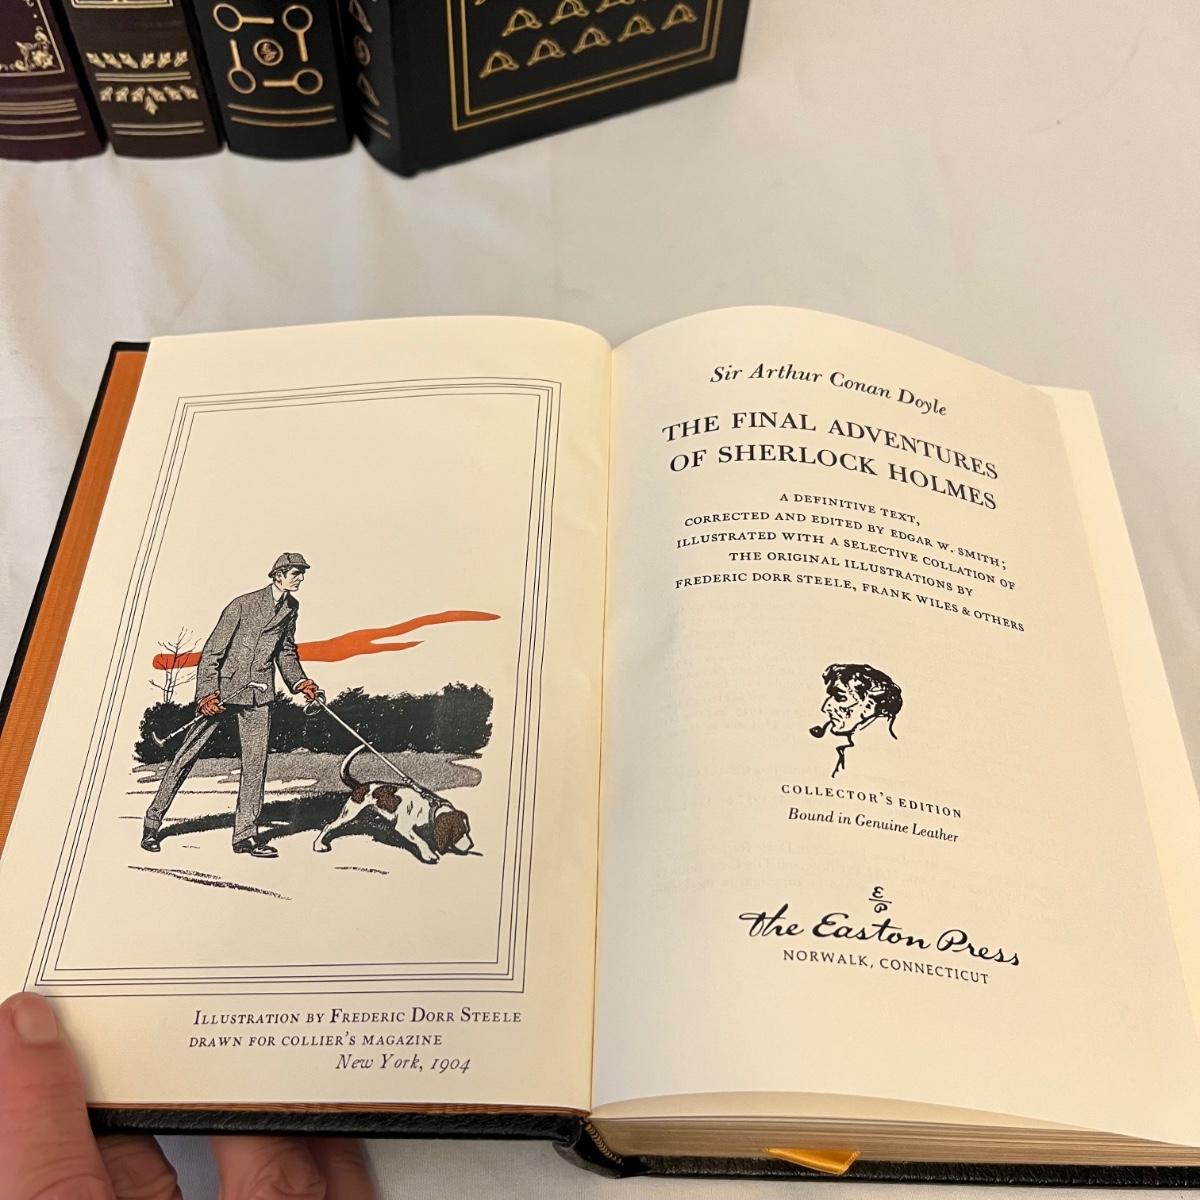 Illustration by Frederic Dorr Steele
drawn for Collier's Magazine
New York, 1904
Sir Arthur Conan Doyle
THE FINAL ADVENTURES
OF SHERLOCK HOLMES
A DEFINITIVE TEXT,
CORRECTED AND EDITED BY EDGAR W. SMITH;
ILLUSTRATED WITH A SELECTIVE COLLATION OF
THE ORIGINAL ILLUSTRATIONS BY
FREDERIC DORR STEELE, FRANK WILES & OTHERS
COLLECTOR'S EDITION
Bound in Genuine Leather
E
P
The Easton Press
NORWALK, CONNECTICUT